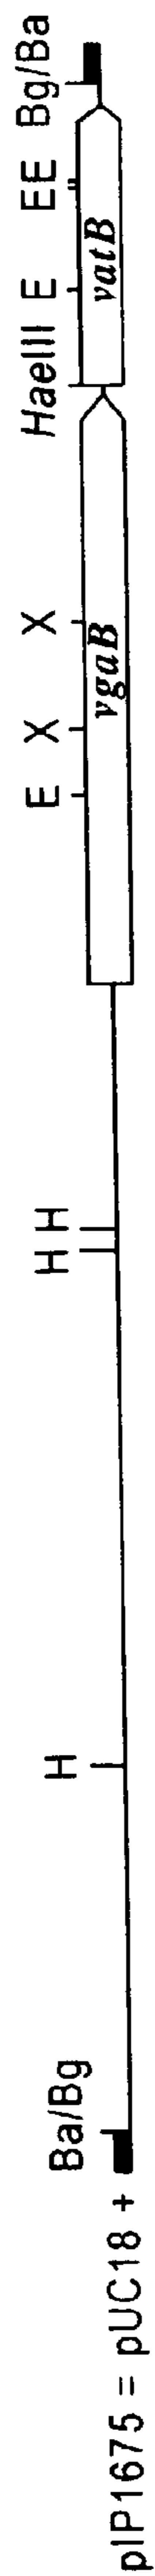 Ba/Bg H H H E X X HaeIII E EE Bg/Ba
vgaB vatB
pIP1675 = pUC18 +